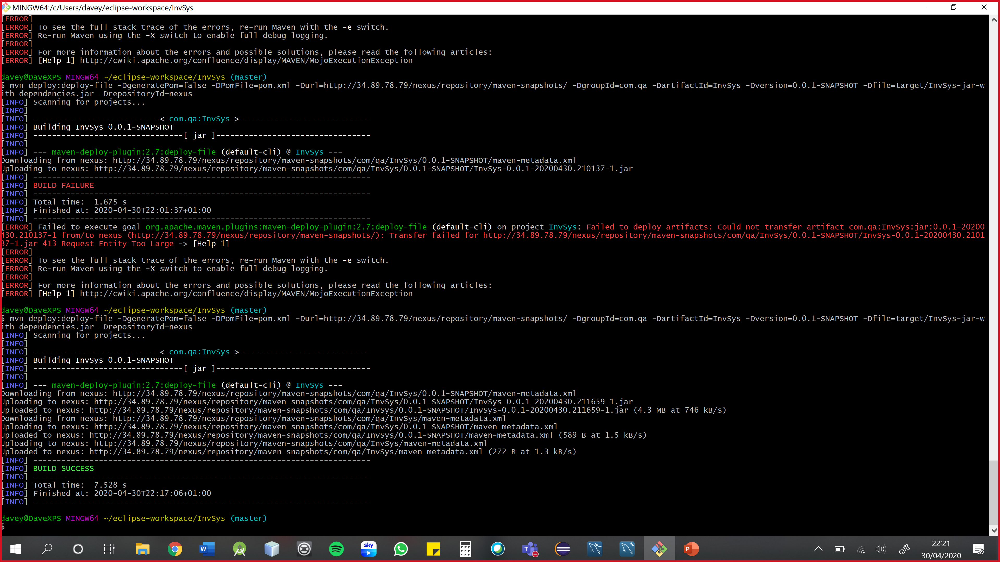 MINGW64:/c/Users/davey/eclipse-workspace/InvSys
[ERROR]
[ERROR] To see the full stack trace of the errors, re-run Maven with the -e switch.
[ERROR] Re-run Maven using the -X switch to enable full debug logging.
[ERROR]
[ERROR] For more information about the errors and possible solutions, please read the following articles:
[ERROR] [Help 1] http://cwiki.apache.org/confluence/display/MAVEN/MojoExecutionException
davey@DaveXPS MINGW64 ~/eclipse-workspace/InvSys (master)
$ mvn deploy:deploy-file -DgeneratePom=false -DPomFile=pom.xml -Durl=http://34.89.78.79/nexus/repository/maven-snapshots/ -DgroupId=com.qa -DartifactId=InvSys -Dversion=0.0.1-SNAPSHOT -Dfile=target/InvSys-jar-w
ith-dependencies.jar -DrepositoryId=nexus
[INFO] Scanning for projects...
[INFO]
[INFO] ---------------------------< com.qa:InvSys >----------------------------
[INFO] Building InvSys 0.0.1-SNAPSHOT
[INFO] --------------------------------[ jar ]---------------------------------
[INFO]
[INFO] --- maven-deploy-plugin:2.7:deploy-file (default-cli) @ InvSys ---
Downloading from nexus: http://34.89.78.79/nexus/repository/maven-snapshots/com/qa/InvSys/0.0.1-SNAPSHOT/maven-metadata.xml
Uploading to nexus: http://34.89.78.79/nexus/repository/maven-snapshots/com/qa/InvSys/0.0.1-SNAPSHOT/InvSys-0.0.1-20200430.210137-1.jar
[INFO] ------------------------------------------------------------------------
[INFO] BUILD FAILURE
[INFO] ------------------------------------------------------------------------
[INFO] Total time:  1.675 s
[INFO] Finished at: 2020-04-30T22:01:37+01:00
[INFO] ------------------------------------------------------------------------
[ERROR] Failed to execute goal org.apache.maven.plugins:maven-deploy-plugin:2.7:deploy-file (default-cli) on project InvSys: Failed to deploy artifacts: Could not transfer artifact com.qa:InvSys:jar:0.0.1-20200
430.210137-1 from/to nexus (http://34.89.78.79/nexus/repository/maven-snapshots/): Transfer failed for http://34.89.78.79/nexus/repository/maven-snapshots/com/qa/InvSys/0.0.1-SNAPSHOT/InvSys-0.0.1-20200430.2101
37-1.jar 413 Request Entity Too Large -> [Help 1]
[ERROR]
[ERROR] To see the full stack trace of the errors, re-run Maven with the -e switch.
[ERROR] Re-run Maven using the -X switch to enable full debug logging.
[ERROR]
[ERROR] For more information about the errors and possible solutions, please read the following articles:
[ERROR] [Help 1] http://cwiki.apache.org/confluence/display/MAVEN/MojoExecutionException
davey@DaveXPS MINGW64 ~/eclipse-workspace/InvSys (master)
$ mvn deploy:deploy-file -DgeneratePom=false -DPomFile=pom.xml -Durl=http://34.89.78.79/nexus/repository/maven-snapshots/ -DgroupId=com.qa -DartifactId=InvSys -Dversion=0.0.1-SNAPSHOT -Dfile=target/InvSys-jar-w
ith-dependencies.jar -DrepositoryId=nexus
[INFO] Scanning for projects...
[INFO]
[INFO] ---------------------------< com.qa:InvSys >----------------------------
[INFO] Building InvSys 0.0.1-SNAPSHOT
[INFO] --------------------------------[ jar ]---------------------------------
[INFO]
[INFO] --- maven-deploy-plugin:2.7:deploy-file (default-cli) @ InvSys ---
Downloading from nexus: http://34.89.78.79/nexus/repository/maven-snapshots/com/qa/InvSys/0.0.1-SNAPSHOT/maven-metadata.xml
Uploading to nexus: http://34.89.78.79/nexus/repository/maven-snapshots/com/qa/InvSys/0.0.1-SNAPSHOT/InvSys-0.0.1-20200430.211659-1.jar
Uploaded to nexus: http://34.89.78.79/nexus/repository/maven-snapshots/com/qa/InvSys/0.0.1-SNAPSHOT/InvSys-0.0.1-20200430.211659-1.jar (4.3 MB at 746 kB/s)
Downloading from nexus: http://34.89.78.79/nexus/repository/maven-snapshots/com/qa/InvSys/maven-metadata.xml
Uploading to nexus: http://34.89.78.79/nexus/repository/maven-snapshots/com/qa/InvSys/0.0.1-SNAPSHOT/maven-metadata.xml
Uploaded to nexus: http://34.89.78.79/nexus/repository/maven-snapshots/com/qa/InvSys/0.0.1-SNAPSHOT/maven-metadata.xml (589 B at 1.5 kB/s)
Uploading to nexus: http://34.89.78.79/nexus/repository/maven-snapshots/com/qa/InvSys/maven-metadata.xml
Uploaded to nexus: http://34.89.78.79/nexus/repository/maven-snapshots/com/qa/InvSys/maven-metadata.xml (272 B at 1.3 kB/s)
[INFO] ------------------------------------------------------------------------
[INFO] BUILD SUCCESS
[INFO] ------------------------------------------------------------------------
[INFO] Total time:  7.528 s
[INFO] Finished at: 2020-04-30T22:17:06+01:00
[INFO] ------------------------------------------------------------------------
davey@DaveXPS MINGW64 ~/eclipse-workspace/InvSys (master)
$
W
sky
T
P
22:21
30/04/2020